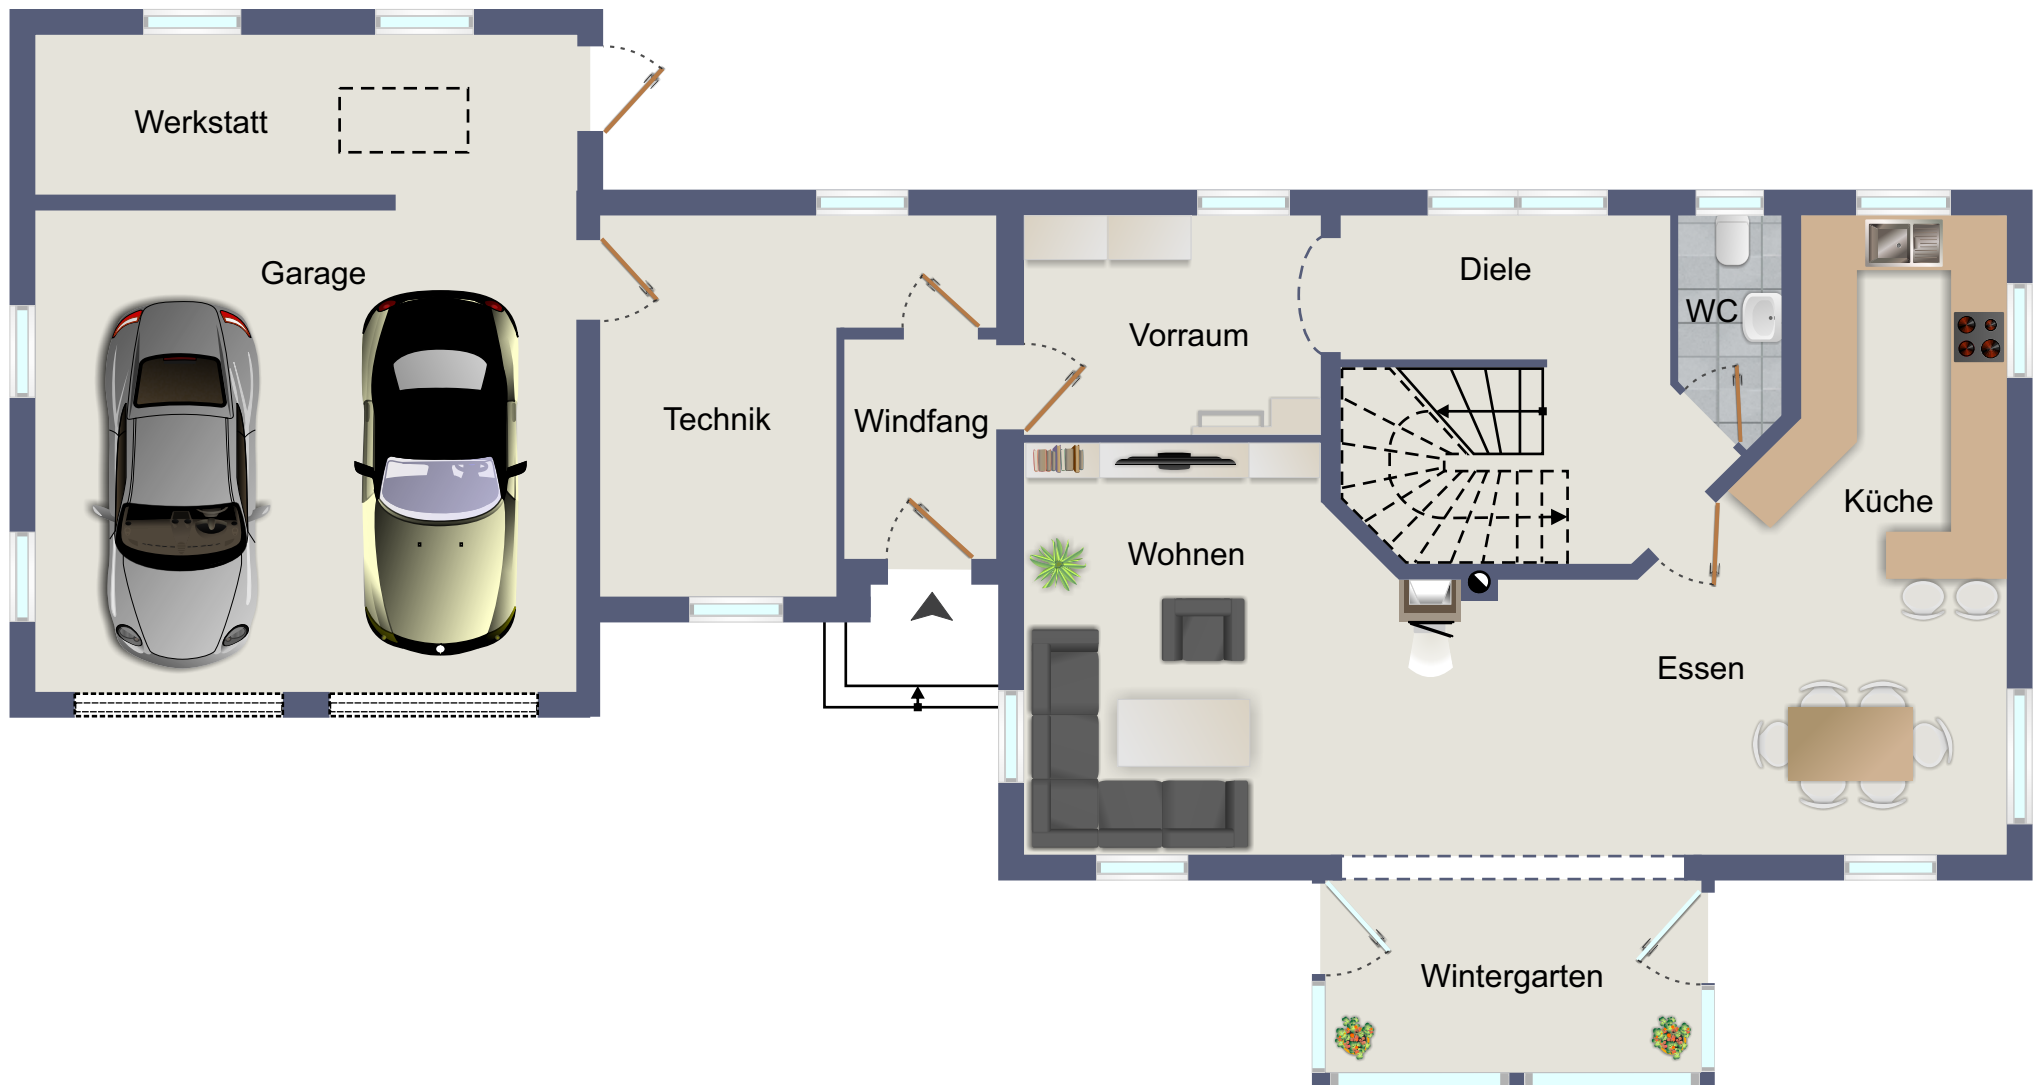 Werkstatt
Garage
Diele
WC
Vorraum
Technik
Windfang
Küche
Wohnen
Essen
Wintergarten